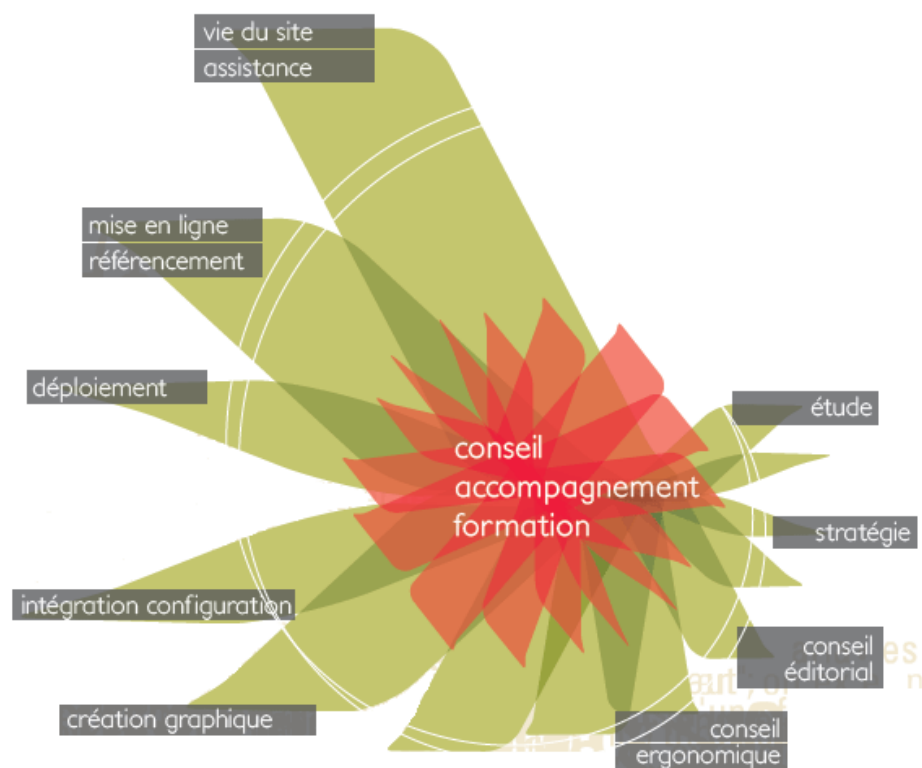 vie du site
assistance
mise en ligne
référencement
déploiement
étude
conseil
accompagnement
formation
stratégie
intégration configuration
conseil
éditorial
création graphique
conseil
ergonomique